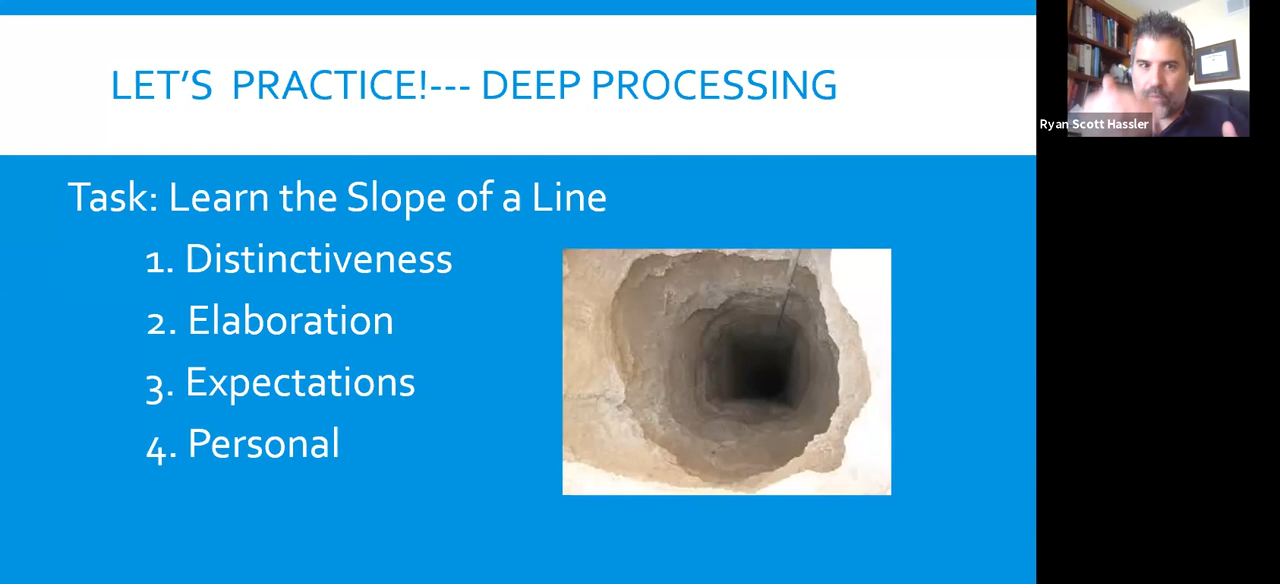 LET’S PRACTICE!--- DEEP PROCESSING
Ryan Scott Hassler
Task: Learn the Slope of a Line
1. Distinctiveness
2. Elaboration
3. Expectations
4. Personal